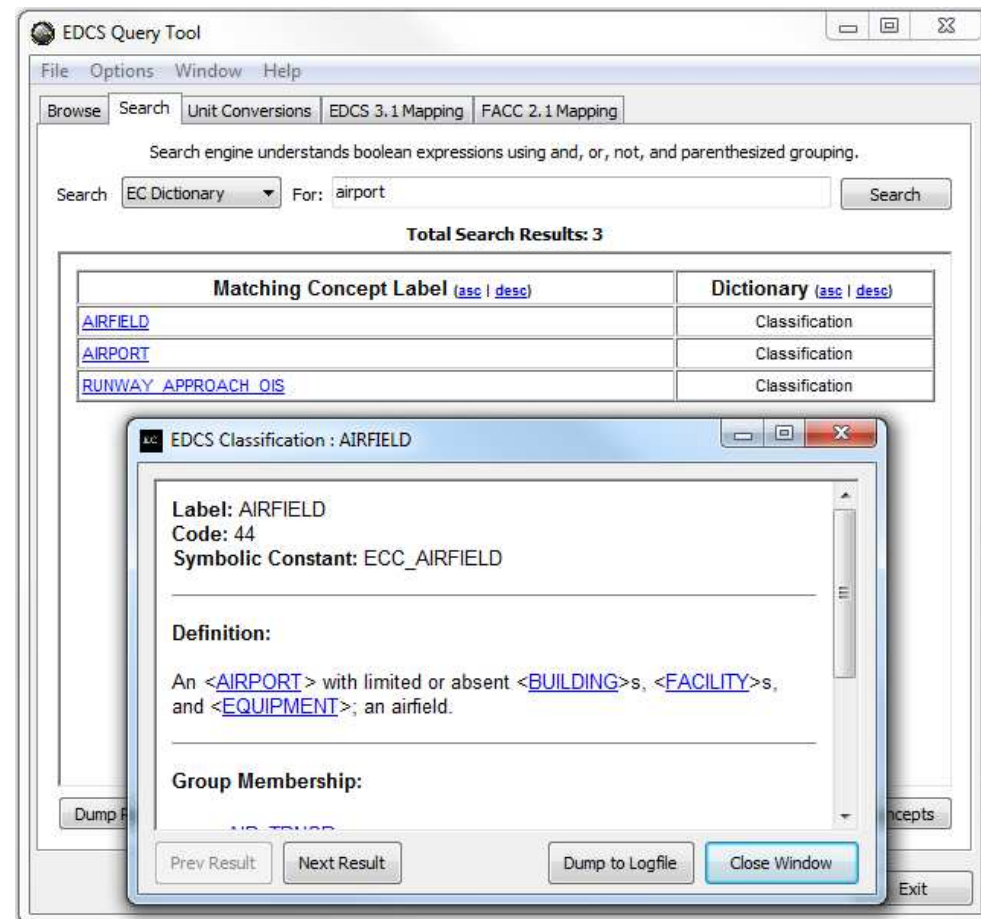 EDCS Query Tool
File Options Window Help
Browse Search Unit Conversions EDCS 3.1 Mapping FACC 2.1 Mapping
Search engine understands boolean expressions using and, or, not, and parenthesized grouping.
Search EC Dictionary For: airport Search
Total Search Results: 3
Matching Concept Label (asc | desc) Dictionary (asc | desc)
AIRFIELD Classification
AIRPORT Classification
RUNWAY_APPROACH_OIS Classification
EC EDCS Classification : AIRFIELD
Label: AIRFIELD
Code: 44
Symbolic Constant: ECC_AIRFIELD
Definition:
An <AIRPORT> with limited or absent <BUILDING>s, <FACILITY>s,
and <EQUIPMENT>; an airfield.
Group Membership:
Dump
Prev Result Next Result Dump to Logfile Close Window
Exit